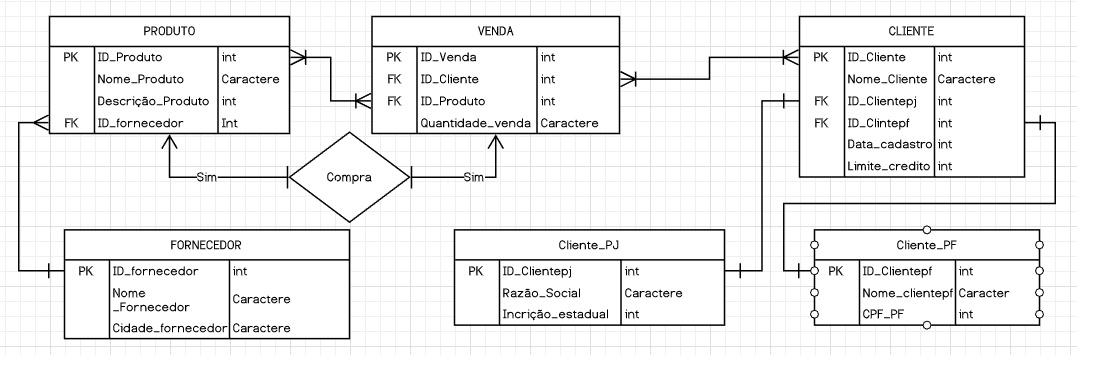 PRODUTO
PK ID_Produto int
Nome_Produto Caractere
Descrição_Produto int
FK ID_fornecedor Int
VENDA
PK ID_Venda int
FK ID_Cliente int
FK ID_Produto int
Quantidade_venda Caractere
CLIENTE
PK ID_Cliente int
Nome_Cliente Caractere
FK ID_Clientepj int
FK ID_Clintepf int
Data_cadastro int
Limite_credito int
Sim
Compra
Sim
FORNECEDOR
PK ID_fornecedor int
Nome
_Fornecedor Caractere
Cidade_fornecedor Caractere
Cliente_PJ
PK ID_Clientepj int
Razão_Social Caractere
Incrição_estadual int
Cliente_PF
PK ID_Clientepf int
Nome_clientepf Caracter
CPF_PF int